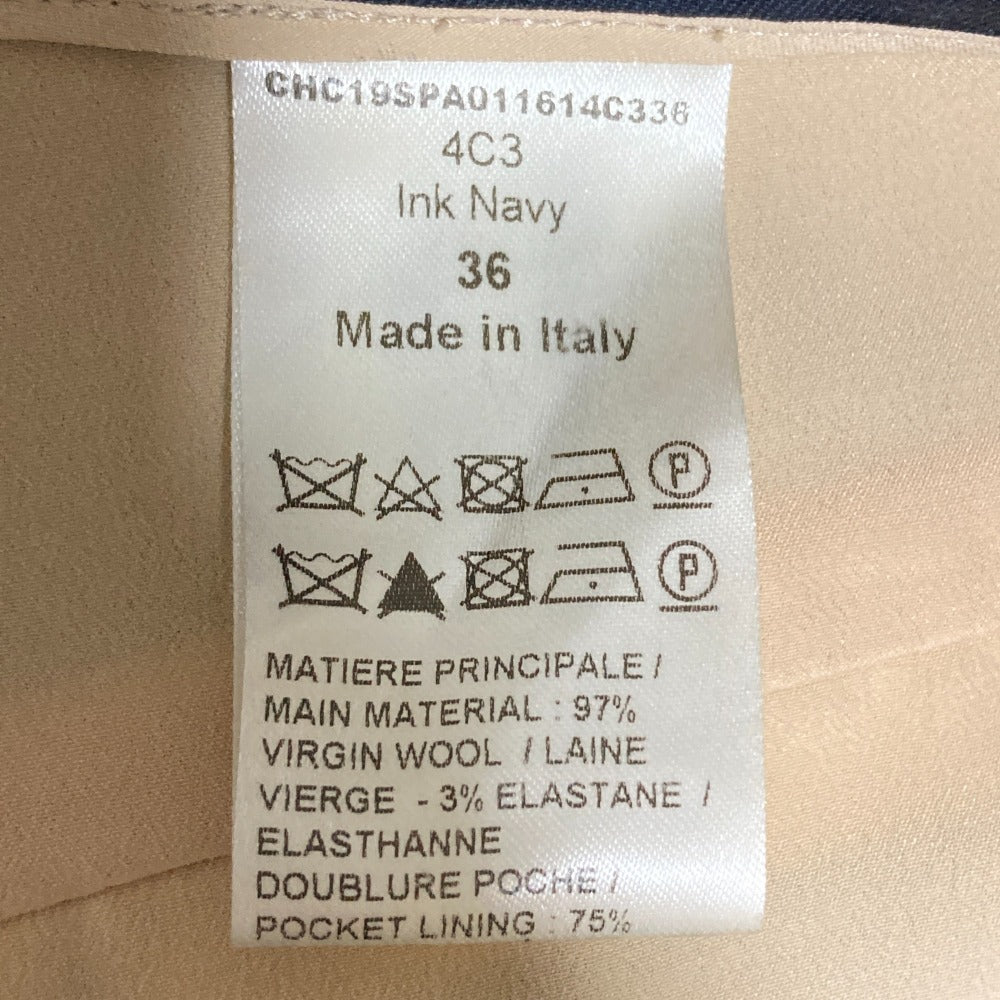 CHC19SPA011614C336
4C3
Ink Navy
36
Made in Italy
P
P
MATIERE PRINCIPALE /
MAIN MATERIAL : 97%
VIRGIN WOOL / LAINE
VIERGE - 3% ELASTANE /
ELASTHANNE
DOUBLURE POCHE /
POCKET LINING : 75%